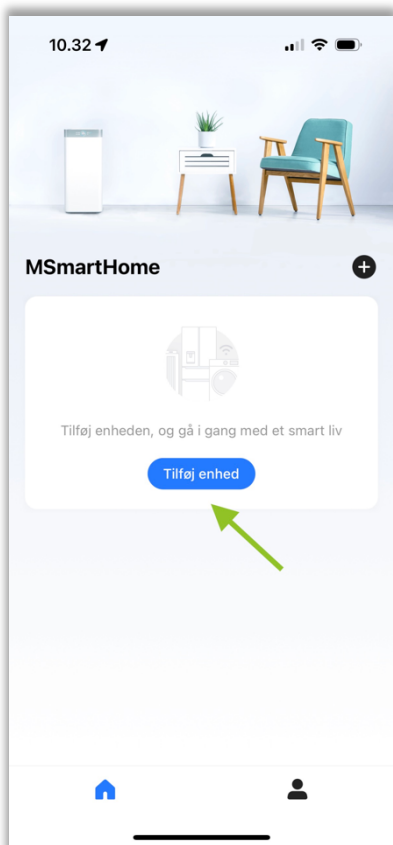 10.32
MSmartHome
Tilføj enheden, og gå i gang med et smart liv
Tilføj enhed